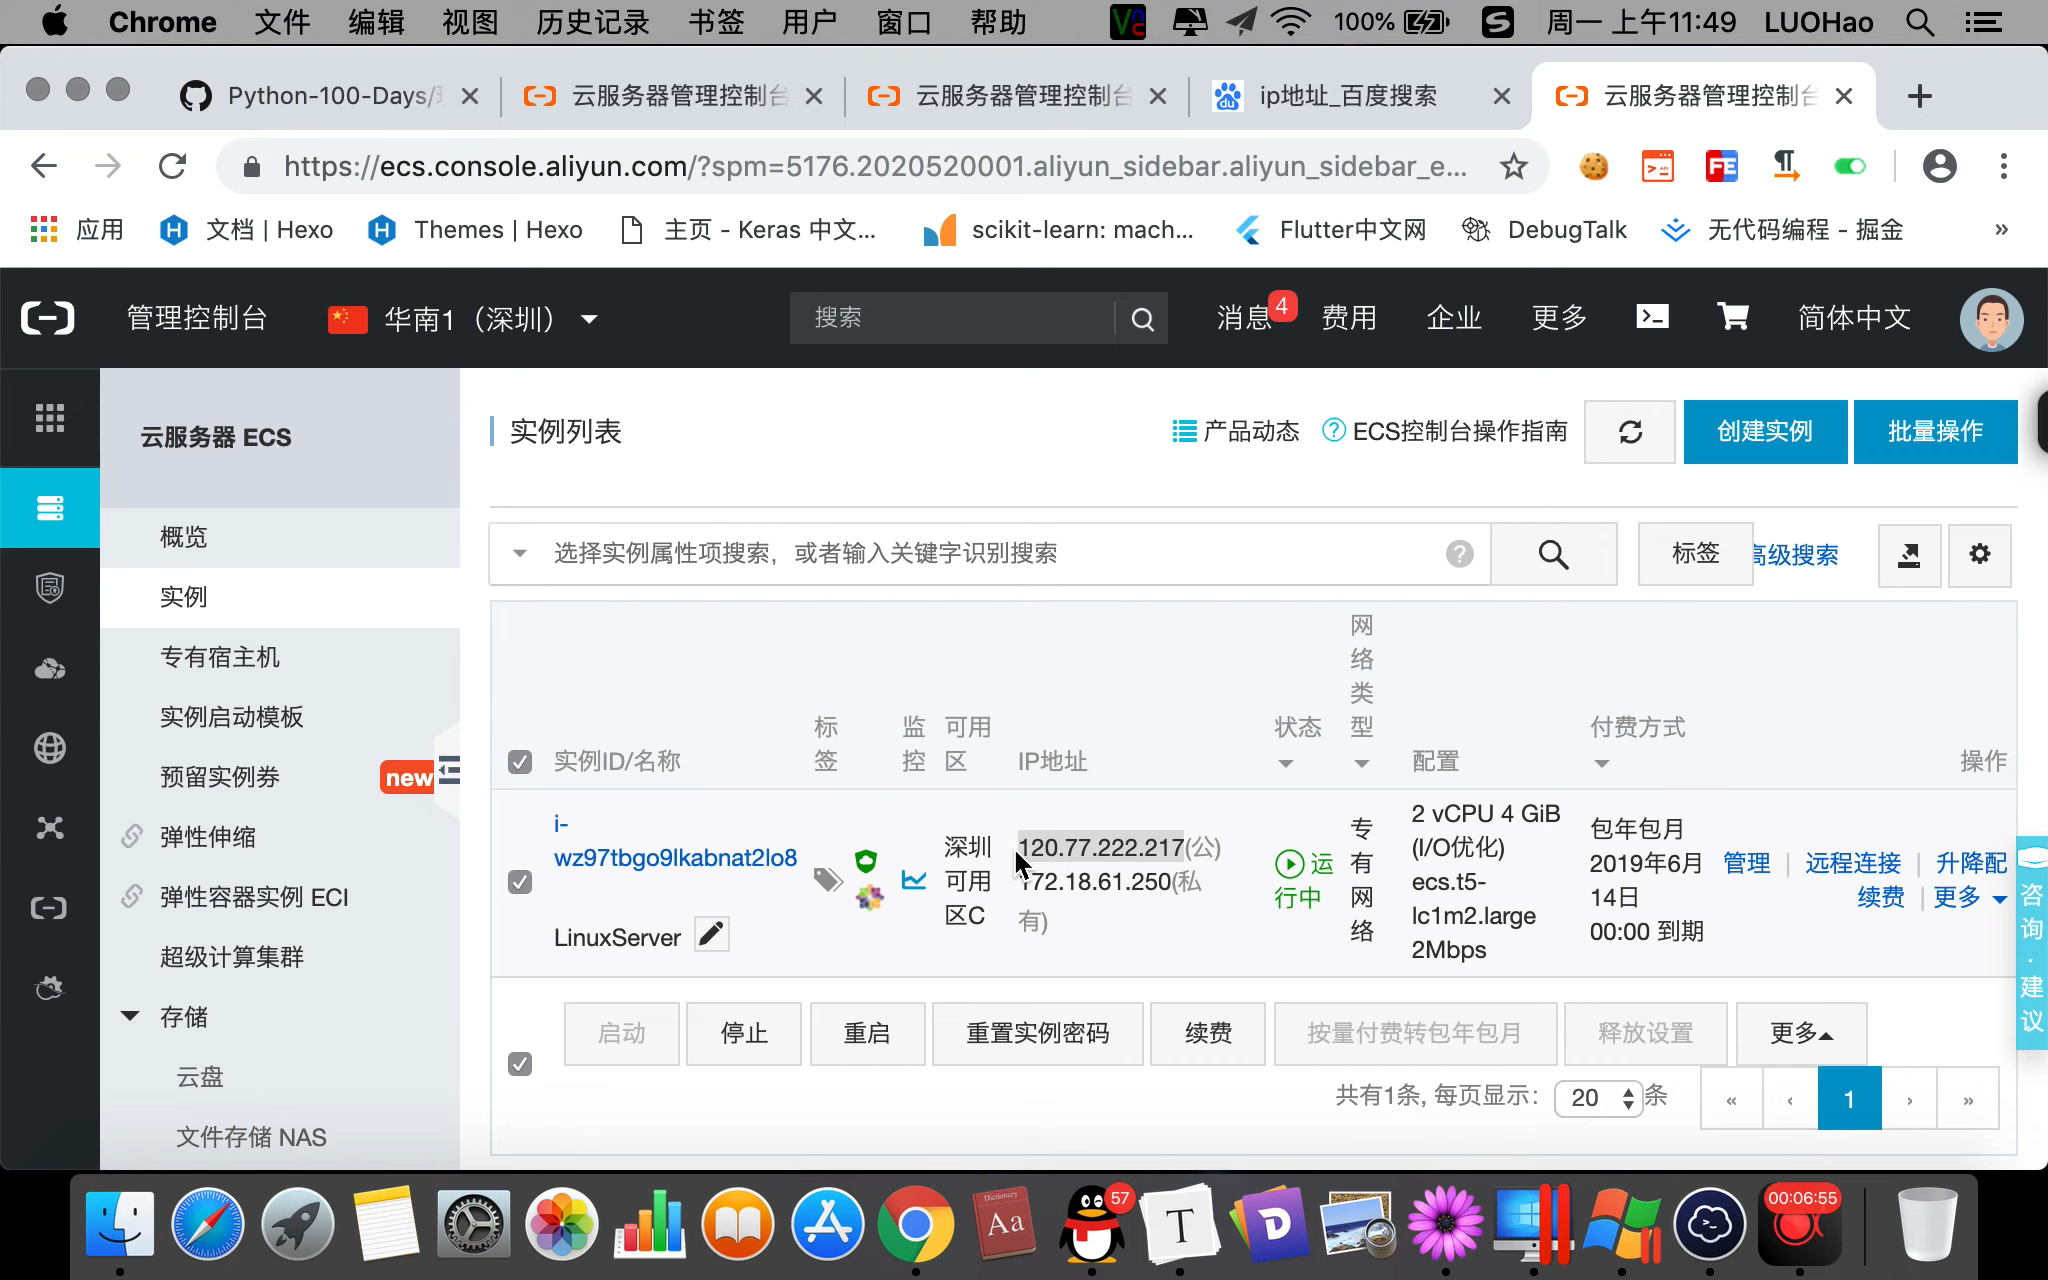 Chrome 文件 编辑 视图 历史记录 书签 用户 窗口 帮助 100% 周一 上午11:49 LUOHao
Python-100-Days/ 云服务器管理控制台 云服务器管理控制台 ip地址_百度搜索 云服务器管理控制台
https://ecs.console.aliyun.com/?spm=5176.2020520001.aliyun_sidebar.aliyun_sidebar_e...
应用 文档 | Hexo Themes | Hexo 主页 - Keras 中文... scikit-learn: mach... Flutter中文网 DebugTalk 无代码编程 - 掘金 »
管理控制台 华南1（深圳） 搜索 消息 4 费用 企业 更多 简体中文
云服务器 ECS
概览
实例
专有宿主机
实例启动模板
预留实例券 new
弹性伸缩
弹性容器实例 ECI
超级计算集群
存储
云盘
文件存储 NAS
实例列表 产品动态 ECS控制台操作指南 创建实例 批量操作
选择实例属性项搜索，或者输入关键字识别搜索 ? 标签 高级搜索
实例ID/名称 标签 监控 可用区 IP地址 状态 网络类型 配置 付费方式 操作
i-
wz97tbgo9lkabnat2lo8
LinuxServer
深圳
可用
区C
120.77.222.217(公)
172.18.61.250(私
有)
运
行中
专有网络
2 vCPU 4 GiB
(I/O优化)
ecs.t5-
lc1m2.large
2Mbps
包年包月
2019年6月
14日
00:00 到期
管理 | 远程连接 | 升降配
续费 | 更多
启动 停止 重启 重置实例密码 续费 按量付费转包年包月 释放设置 更多
共有1条, 每页显示: 20 条 « ‹ 1 › »
咨询·建议
Dictionary
Aa
57
T
D
00:06:55